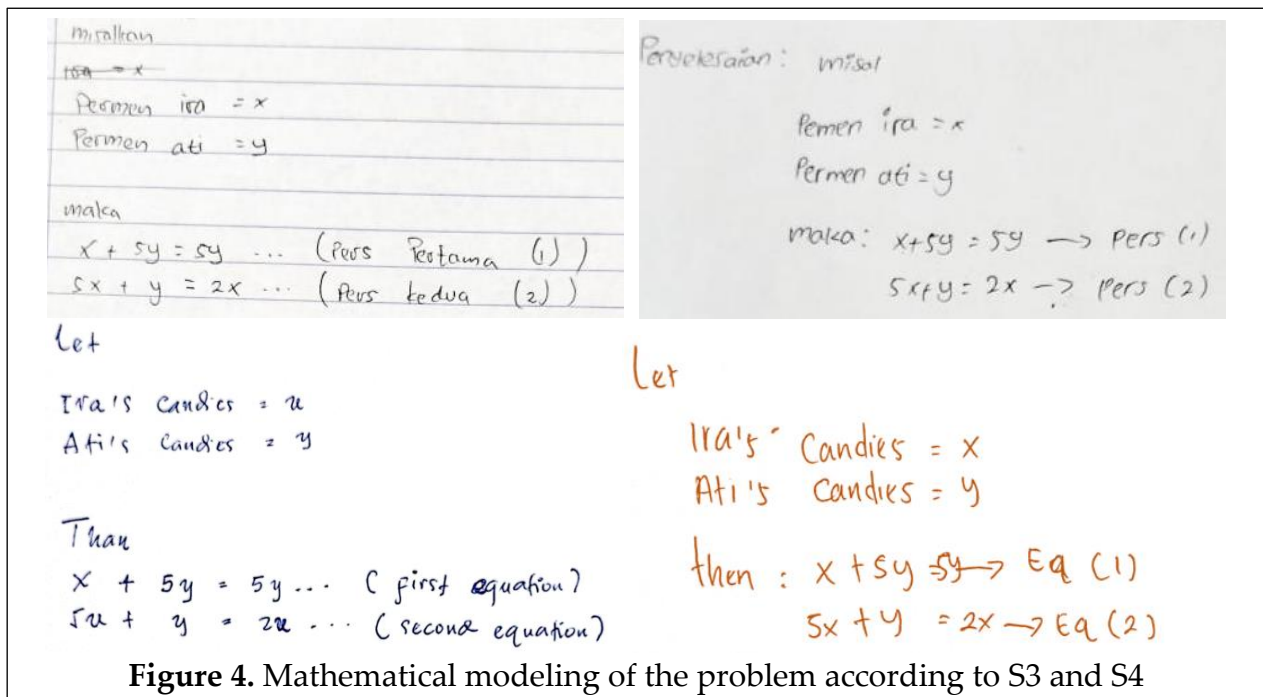 misalkan
Permen ira = x
Permen ati = y
maka
x + 5y = 5y ... (Pers Pertama (1))
5x + y = 2x ... (Pers kedua (2))
Penyelesaian : misal
Pemen ira = x
Permen ati = y
maka : x+5y = 5y → Pers (1)
5x+y = 2x → Pers (2)
Let
Ira's Candies = x
Ati's Candies = y
Than
x + 5y = 5y ... ( first equation)
5x + y = 2x ... ( second equation)
Let
Ira's Candies = x
Ati's Candies = y
then : x + 5y = 5y → Eq (1)
5x + y = 2x → Eq (2)
Figure 4. Mathematical modeling of the problem according to S3 and S4